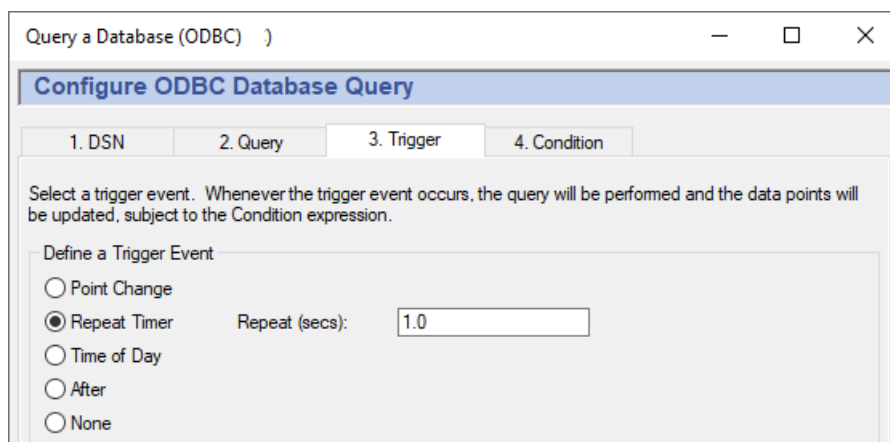 Query a Database (ODBC) :)
Configure ODBC Database Query
1. DSN 2. Query 3. Trigger 4. Condition
Select a trigger event. Whenever the trigger event occurs, the query will be performed and the data points will
be updated, subject to the Condition expression.
Define a Trigger Event
Point Change
Repeat Timer Repeat (secs): 1.0
Time of Day
After
None